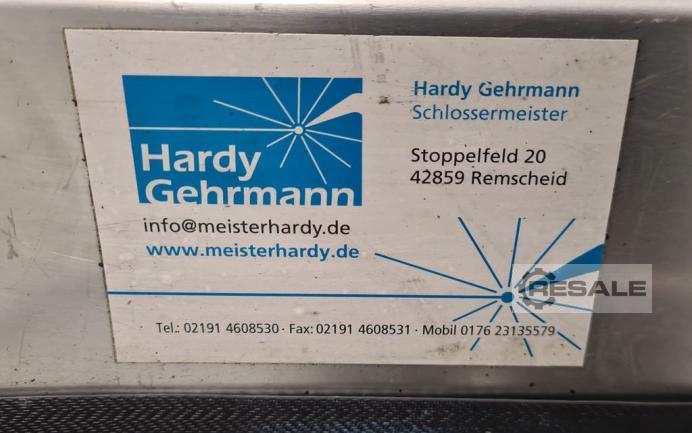 Hardy Gehrmann
Schlossermeister
Stoppelfeld 20
42859 Remscheid
Hardy
Gehrmann
info@meisterhardy.de
www.meisterhardy.de
RESALE
Tel.: 02191 4608530 · Fax: 02191 4608531 · Mobil 0176 23135579